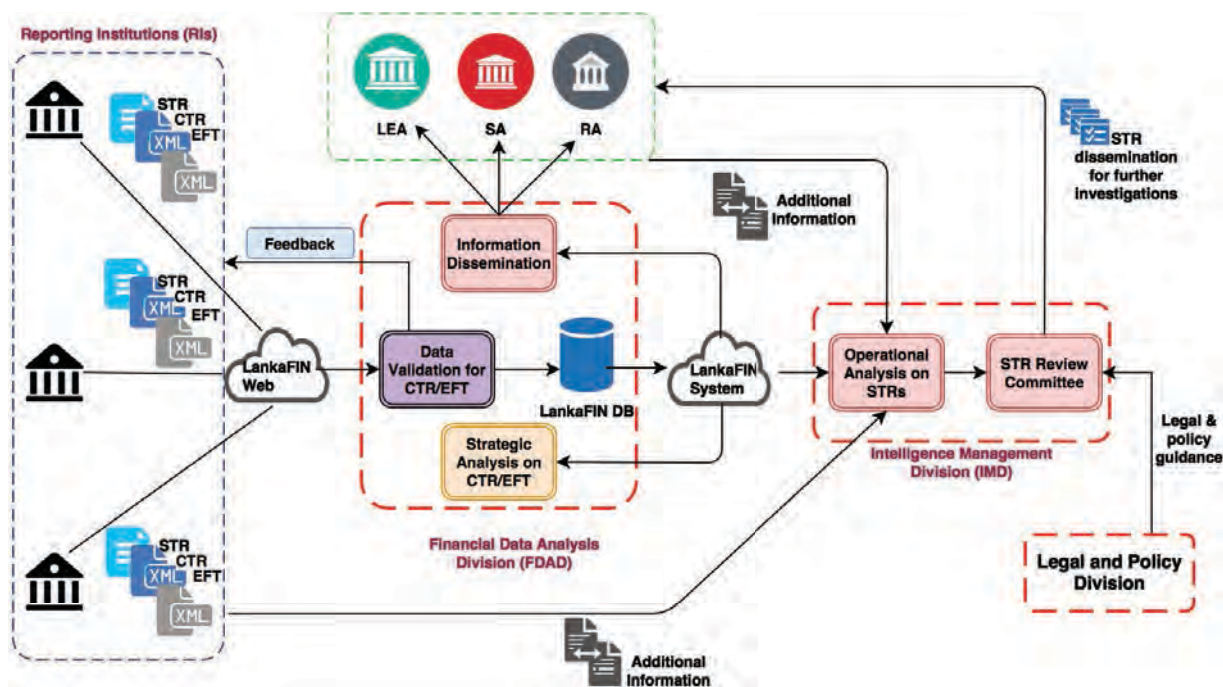 Reporting Institutions (RIs)
STR
CTR
EFT
XML
XML
STR
CTR
EFT
XML
XML
STR
CTR
EFT
XML
XML
LEA
SA
RA
Feedback
LankaFIN
Web
Information
Dissemination
Data
Validation for
CTR/EFT
LankaFIN DB
Strategic
Analysis on
CTR/EFT
Financial Data Analysis
Division (FDAD)
LankaFIN
System
Additional
Information
STR
dissemination
for further
investigations
Operational
Analysis on
STRs
STR Review
Committee
Intelligence Management
Division (IMD)
Legal &
policy
guidance
Legal and Policy
Division
Additional
Information